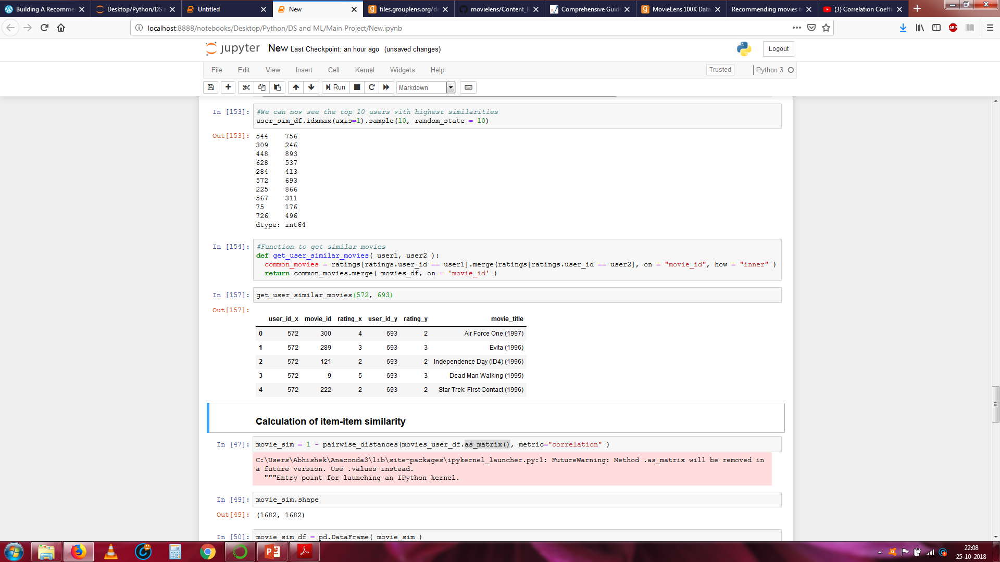 Building A Recomme
Desktop/Python/DS a
Untitled
New
files.grouplens.org/da
movielens/Content_B
Comprehensive Guid
MovieLens 100K Data
Recommending movies t
(3) Correlation Coeffi
localhost:8888/notebooks/Desktop/Python/DS and ML/Main Project/New.ipynb
ABP
jupyter New Last Checkpoint: an hour ago (unsaved changes)
Logout
File Edit View Insert Cell Kernel Widgets Help
Trusted
Python 3
Run
Markdown
In [153]: #We can now see the top 10 users with highest similarities
user_sim_df.idxmax(axis=1).sample(10, random_state = 10)
Out[153]: 544 756
309 246
448 893
628 537
284 413
572 693
225 866
567 311
75 176
726 496
dtype: int64
In [154]: #Function to get similar movies
def get_user_similar_movies( user1, user2 ):
common_movies = ratings[ratings.user_id == user1].merge(ratings[ratings.user_id == user2], on = "movie_id", how = "inner" )
return common_movies.merge( movies_df, on = 'movie_id' )
In [157]: get_user_similar_movies(572, 693)
Out[157]:
user_id_x movie_id rating_x user_id_y rating_y movie_title
0 572 300 4 693 2 Air Force One (1997)
1 572 289 3 693 3 Evita (1996)
2 572 121 2 693 2 Independence Day (ID4) (1996)
3 572 9 5 693 3 Dead Man Walking (1995)
4 572 222 2 693 2 Star Trek: First Contact (1996)
Calculation of item-item similarity
In [47]: movie_sim = 1 - pairwise_distances(movies_user_df.as_matrix(), metric="correlation" )
C:\Users\Abhishek\Anaconda3\lib\site-packages\ipykernel_launcher.py:1: FutureWarning: Method .as_matrix will be removed in
a future version. Use .values instead.
"""Entry point for launching an IPython kernel.
In [49]: movie_sim.shape
Out[49]: (1682, 1682)
In [50]: movie_sim_df = pd.DataFrame( movie_sim )
22:08
25-10-2018